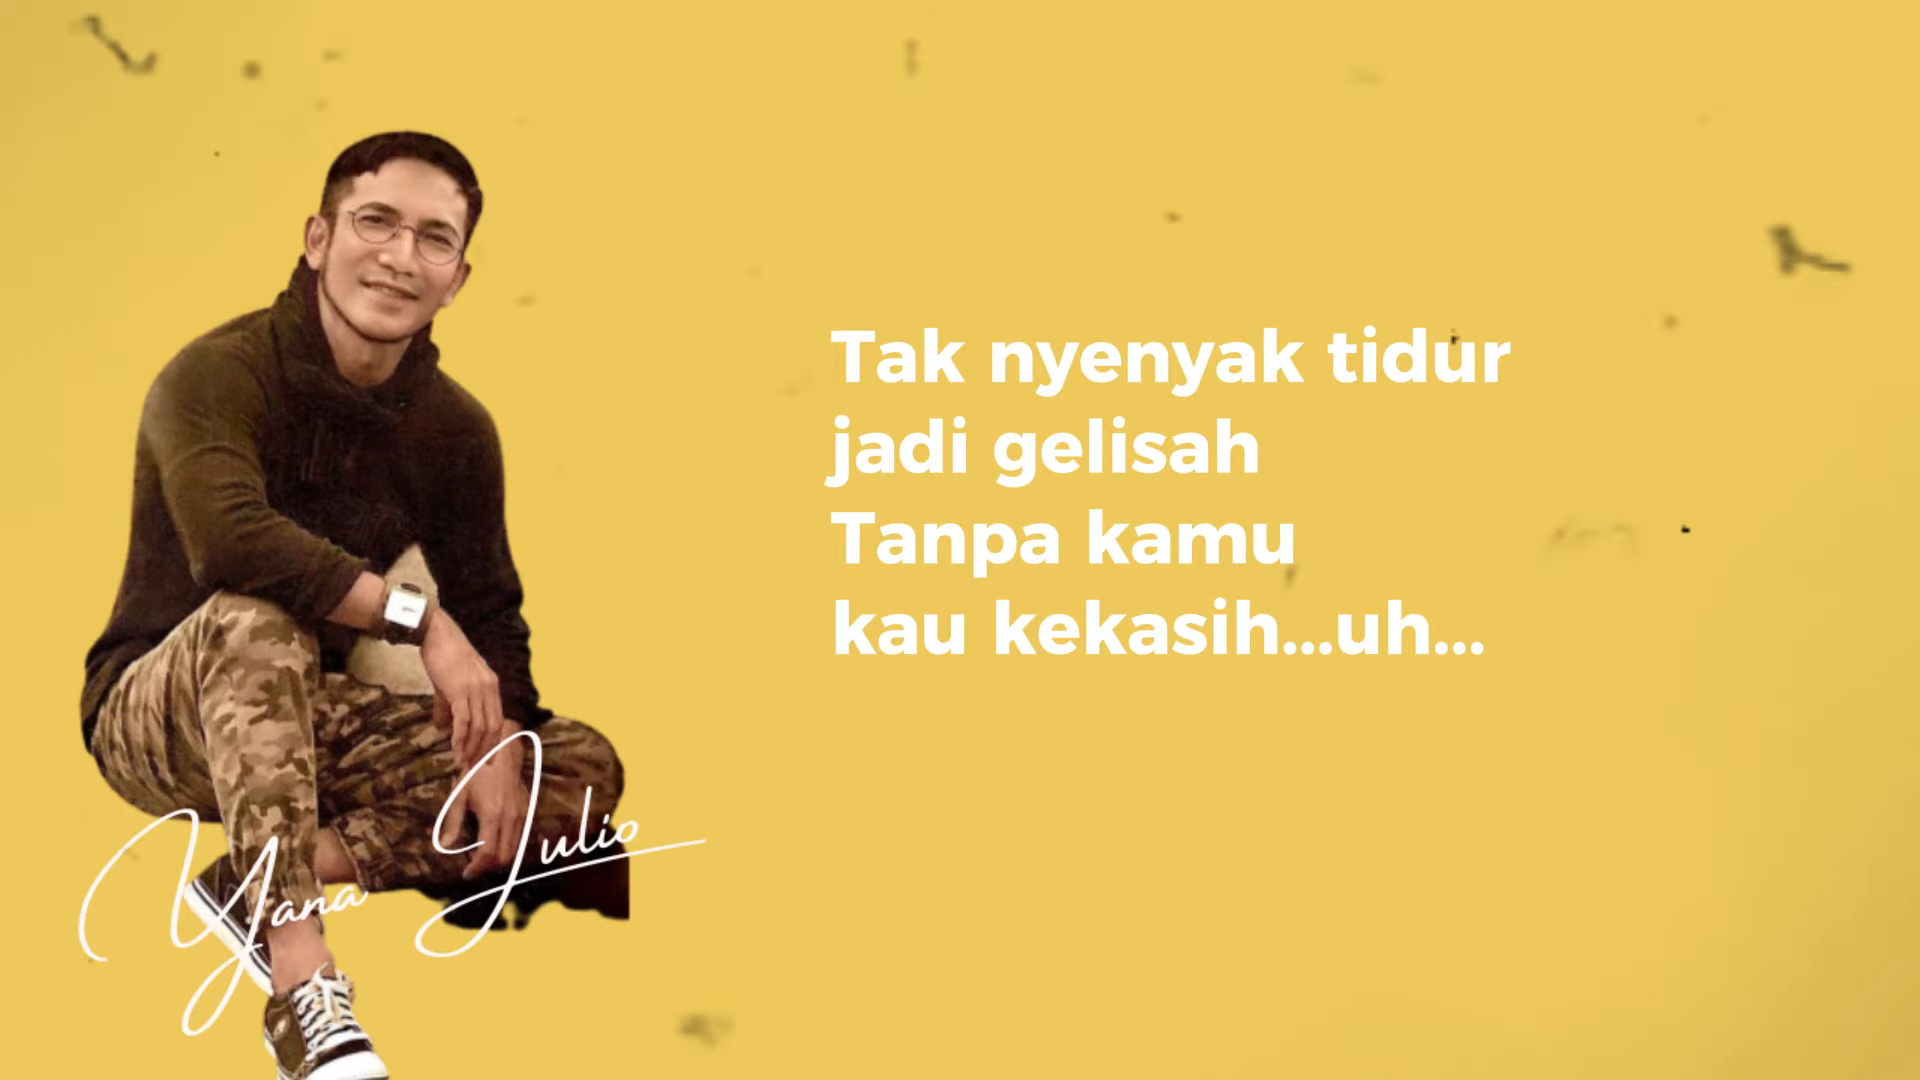 Tak nyenyak tidur
jadi gelisah
Tanpa kamu
kau kekasih...uh...
Yana Julio